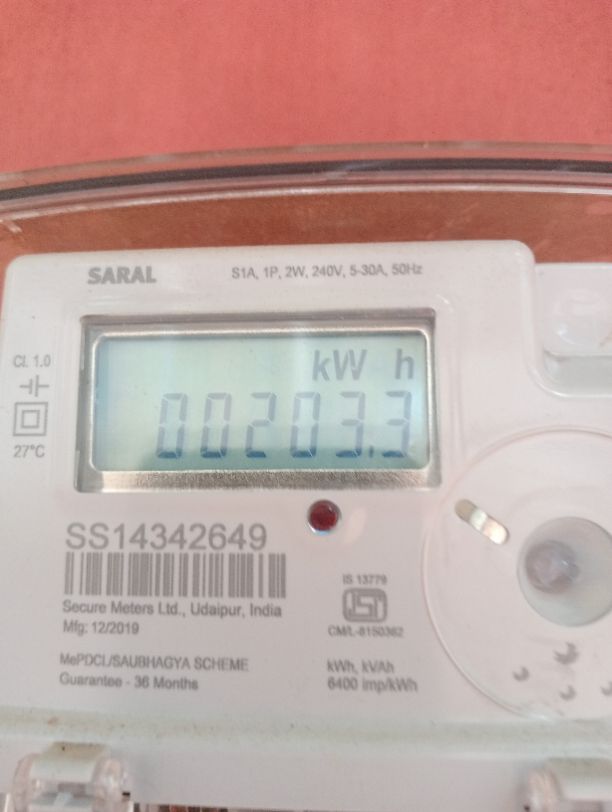 SARAL
S1A, 1P, 2W, 240V, 5-30A, 50Hz
Cl. 1.0
27°C
kW h
00203.3
SS14342649
Secure Meters Ltd., Udaipur, India
Mfg: 12/2019
IS 13779
ISI
CM/L-8150362
MePDCL/SAUBHAGYA SCHEME
Guarantee - 36 Months
kWh, kVAh
6400 imp/kWh